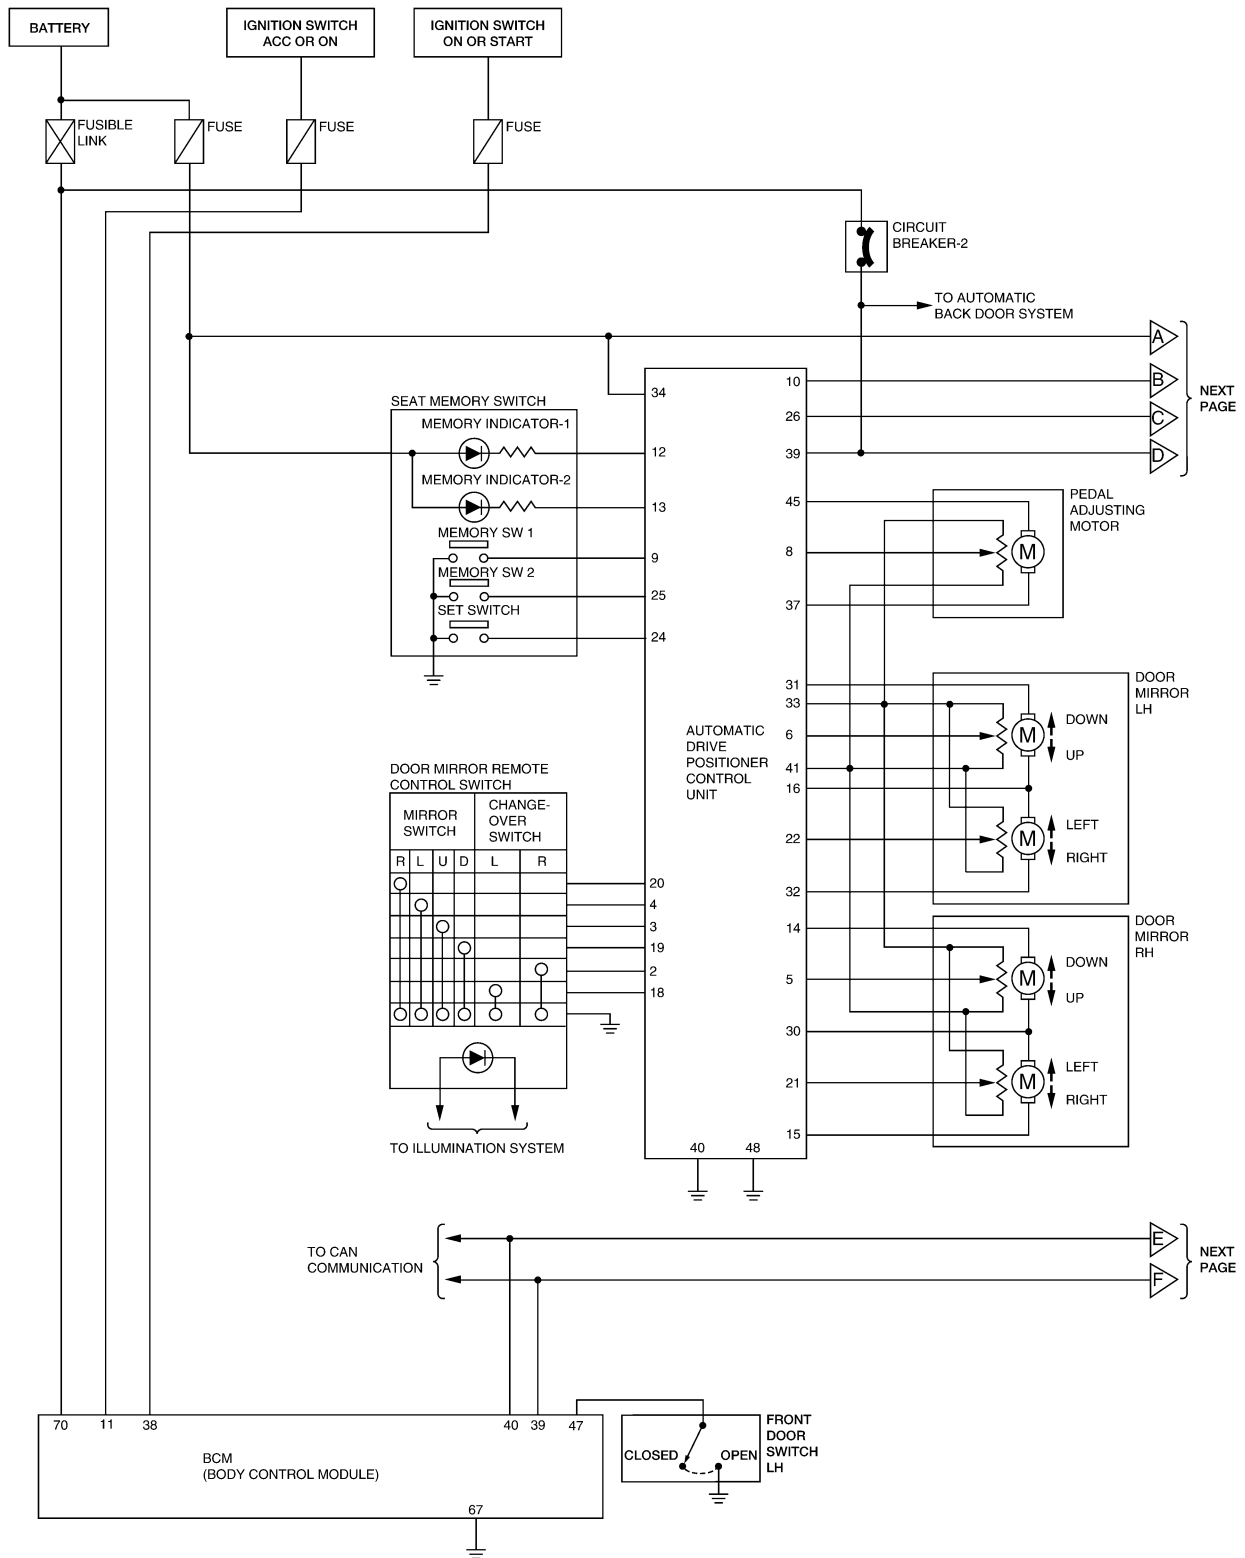 BATTERY
IGNITION SWITCH
ACC OR ON
IGNITION SWITCH
ON OR START
FUSIBLE
LINK
FUSE
FUSE
FUSE
CIRCUIT
BREAKER-2
TO AUTOMATIC
BACK DOOR SYSTEM
A
B
C
D
NEXT
PAGE
SEAT MEMORY SWITCH
MEMORY INDICATOR-1
MEMORY INDICATOR-2
MEMORY SW 1
MEMORY SW 2
SET SWITCH
34
12
13
9
25
24
10
26
39
45
8
37
31
33
6
41
16
22
32
14
5
30
21
15
AUTOMATIC
DRIVE
POSITIONER
CONTROL
UNIT
PEDAL
ADJUSTING
MOTOR
M
DOOR
MIRROR
LH
M
DOWN
UP
M
LEFT
RIGHT
DOOR
MIRROR
RH
M
DOWN
UP
M
LEFT
RIGHT
DOOR MIRROR REMOTE
CONTROL SWITCH
MIRROR
SWITCH
CHANGE-
OVER
SWITCH
R L U D L R
20
4
3
19
2
18
TO ILLUMINATION SYSTEM
40 48
TO CAN
COMMUNICATION
E
F
NEXT
PAGE
70 11 38 40 39 47
BCM
(BODY CONTROL MODULE)
67
CLOSED OPEN
FRONT
DOOR
SWITCH
LH